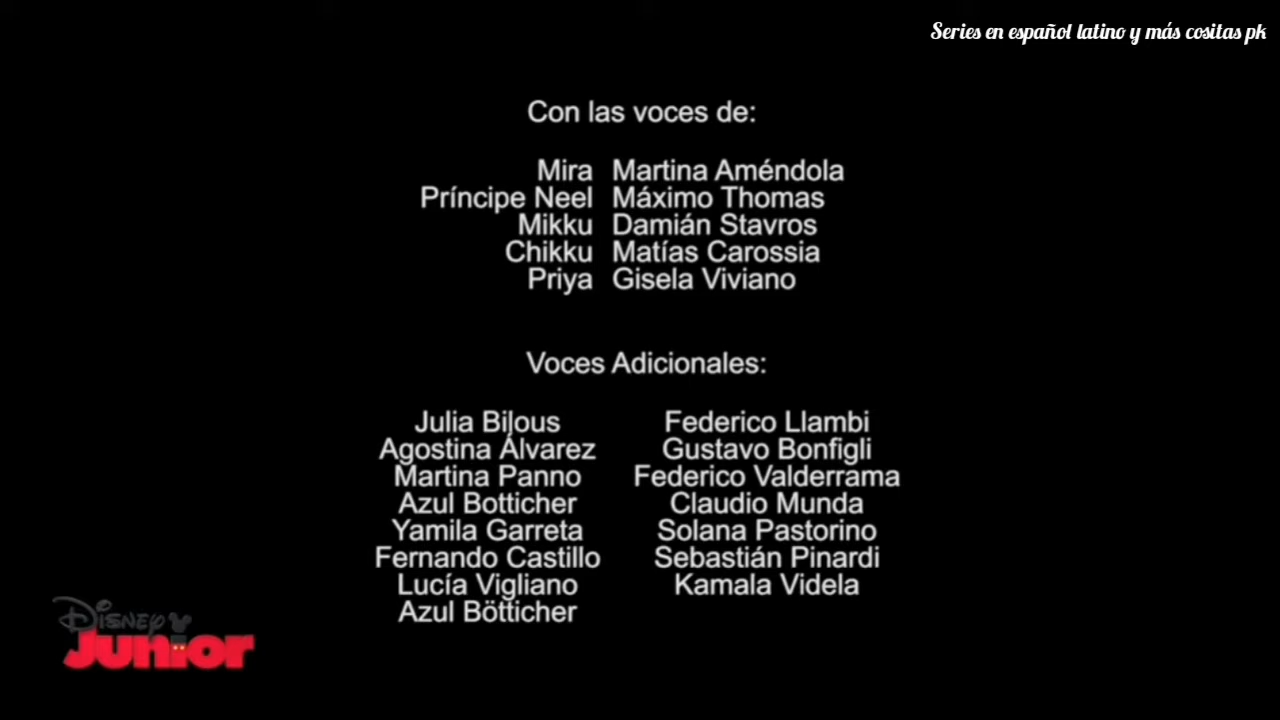 Series en español latino y más cositas pk
Con las voces de:
Mira Martina Améndola
Príncipe Neel Máximo Thomas
Mikku Damián Stavros
Chikku Matías Carossia
Priya Gisela Viviano
Voces Adicionales:
Julia Bilous Federico Llambi
Agostina Álvarez Gustavo Bonfigli
Martina Panno Federico Valderrama
Azul Botticher Claudio Munda
Yamila Garreta Solana Pastorino
Fernando Castillo Sebastián Pinardi
Lucía Vigliano Kamala Videla
Azul Bötticher
Disney
Junior